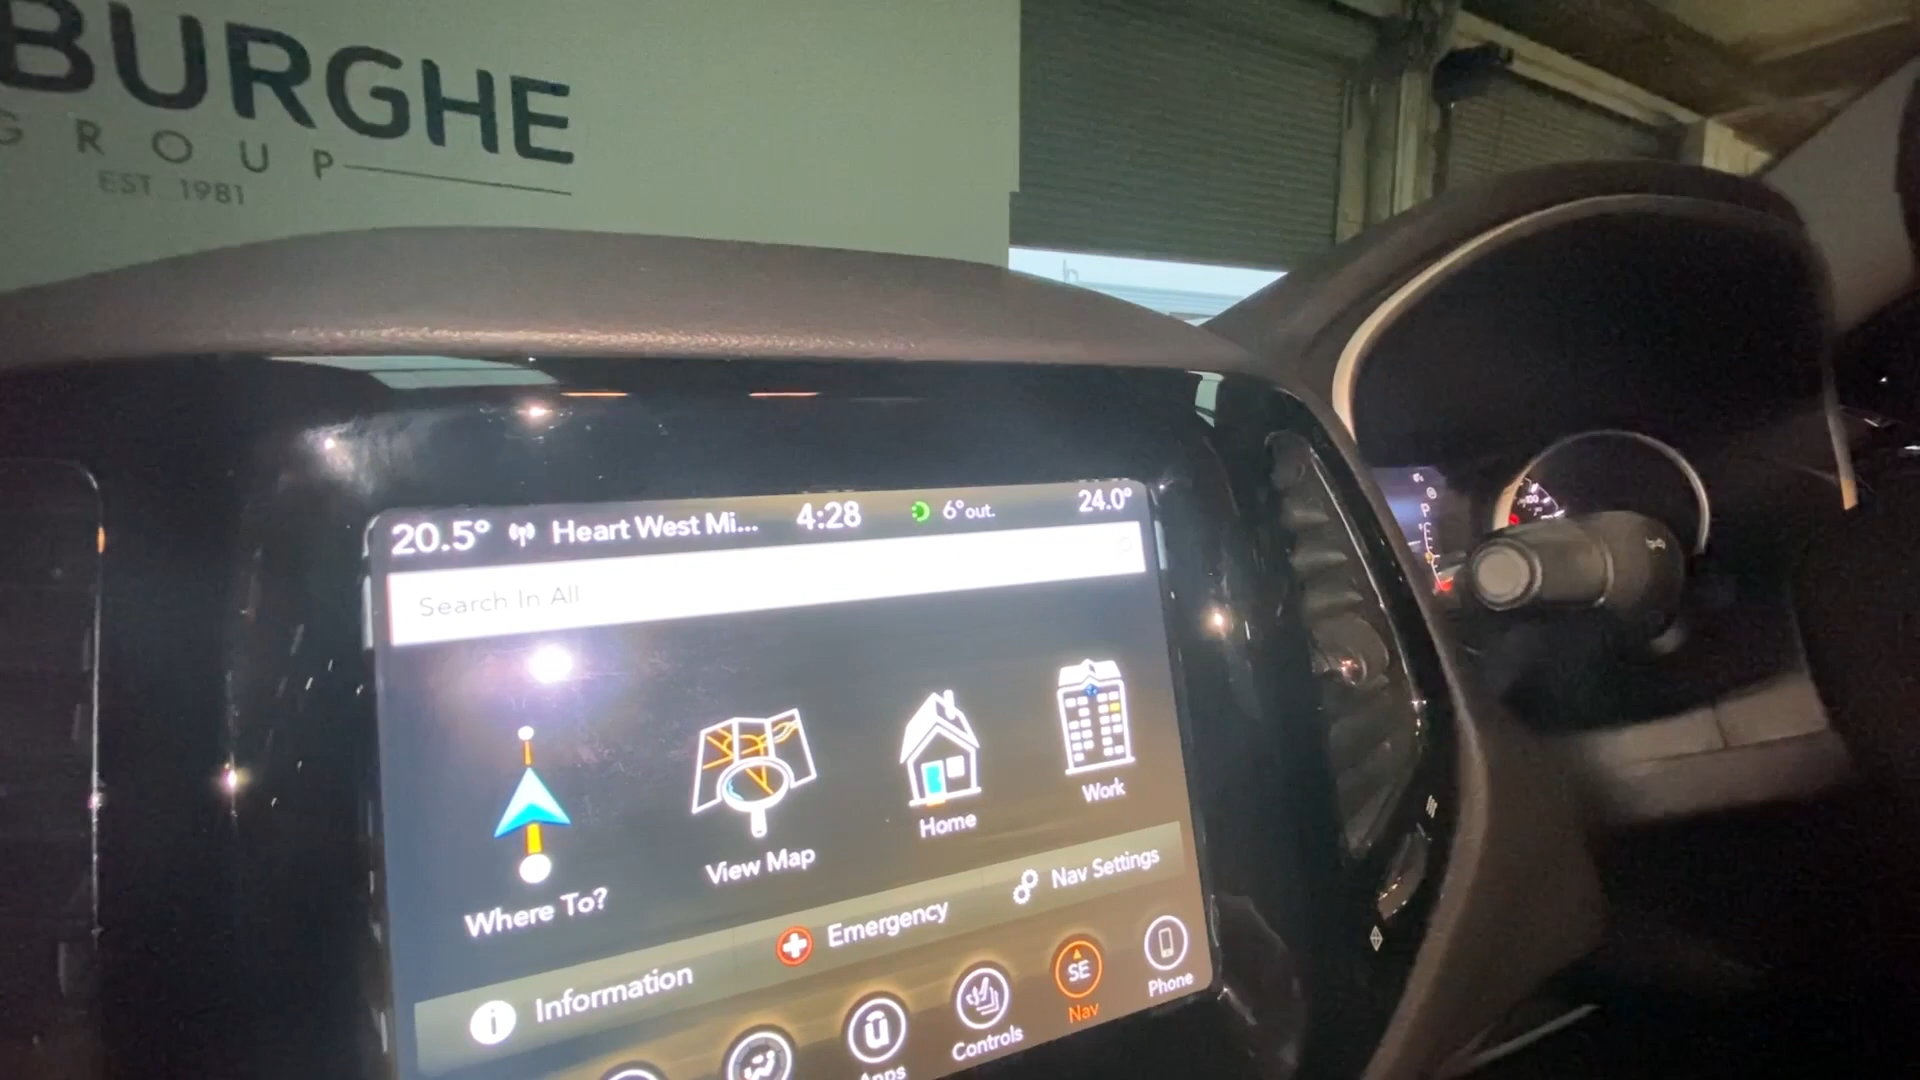 BURGHE
GROUP
EST 1981
20.5° Heart West Mi... 4:28 6°out. 24.0°
Search In All
Where To?
View Map
Home
Work
Information
Emergency
Nav Settings
Apps
Controls
SE
Nav
Phone